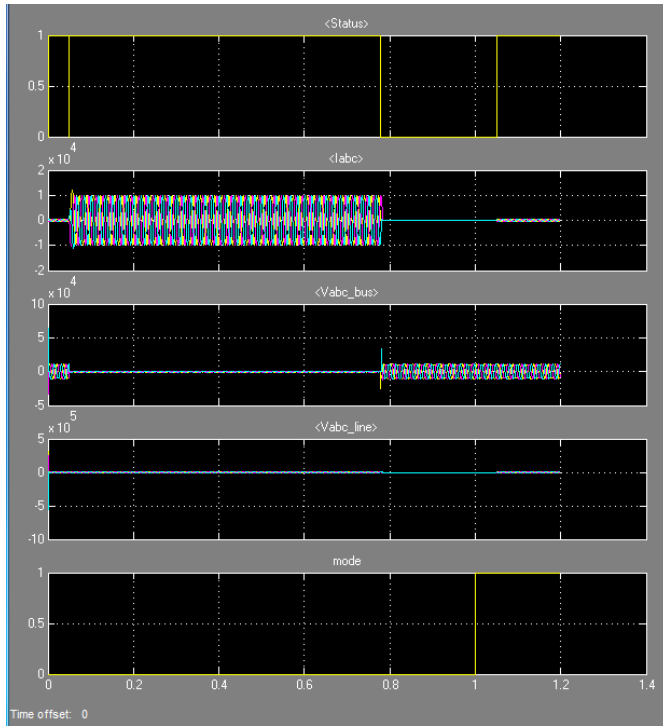 <Status>
1
0.5
0
x 10^4
<Iabc>
2
1
0
-1
-2
x 10^4
<Vabc_bus>
10
5
0
-5
x 10^5
<Vabc_line>
5
0
-5
-10
mode
1
0.5
0
0 0.2 0.4 0.6 0.8 1 1.2 1.4
Time offset: 0